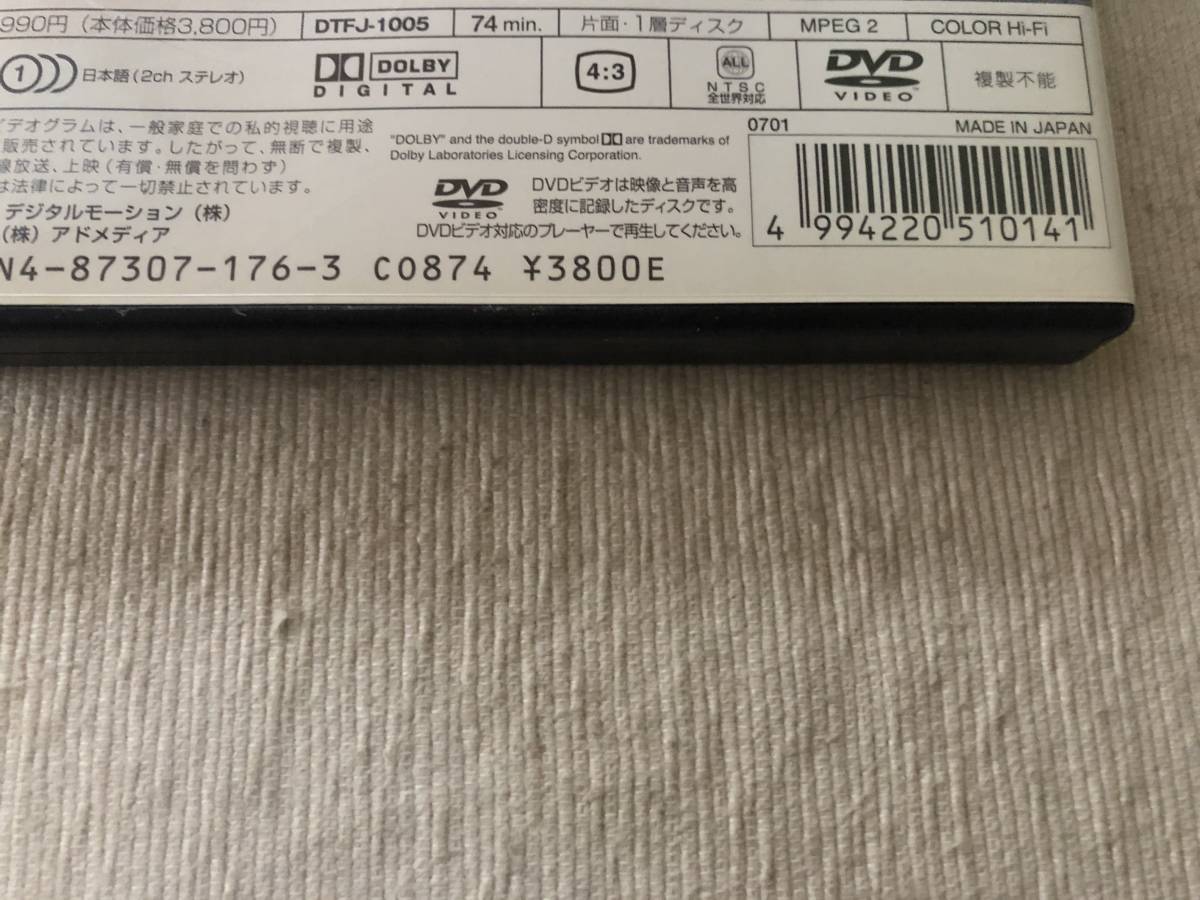 990円（本体価格3,800円） DTFJ-1005 74 min. 片面・1層ディスク MPEG 2 COLOR Hi-Fi
1 日本語（2ch ステレオ） DOLBY DIGITAL 4:3 ALL NTSC 全世界対応 DVD VIDEO 複製不能
デオグラムは、一般家庭での私的視聴に用途
販売されています。したがって、無断で複製、
線放送、上映（有償・無償を問わず）
は法律によって一切禁止されています。
デジタルモーション（株）
（株）アドメディア
"DOLBY" and the double-D symbol are trademarks of
Dolby Laboratories Licensing Corporation.
DVD VIDEO
DVDビデオは映像と音声を高
密度に記録したディスクです。
DVDビデオ対応のプレーヤーで再生してください。
0701 MADE IN JAPAN
4 994220 510141
N4-87307-176-3 C0874 ¥3800E